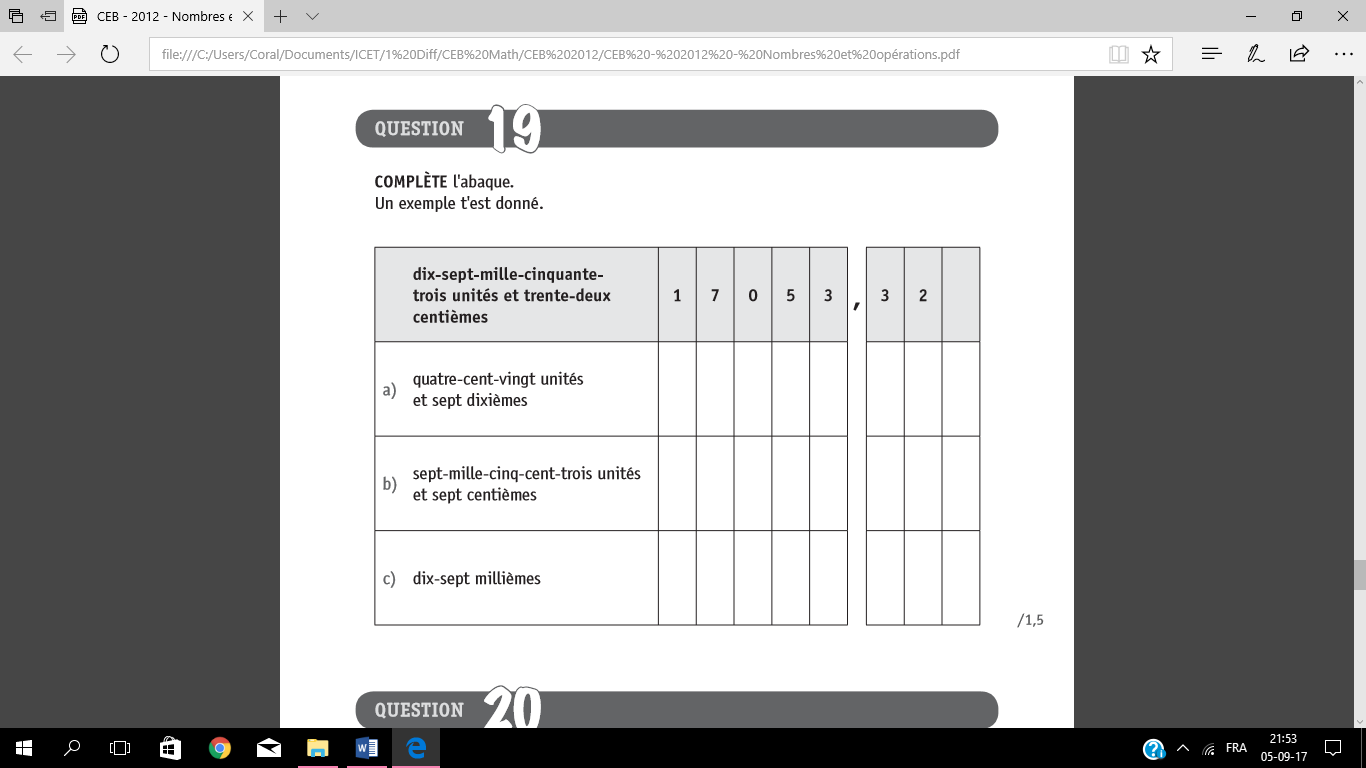 CEB - 2012 - Nombres e
file:///C:/Users/Coral/Documents/ICET/1%20Diff/CEB%20Math/CEB%202012/CEB%20-%202012%20-%20Nombres%20et%20opérations.pdf
QUESTION 19
COMPLÈTE l'abaque.
Un exemple t'est donné.
dix-sept-mille-cinquante-
trois unités et trente-deux
centièmes
1 7 0 5 3 , 3 2
a) quatre-cent-vingt unités
et sept dixièmes
b) sept-mille-cinq-cent-trois unités
et sept centièmes
c) dix-sept millièmes
/1,5
QUESTION 20
FRA
21:53
05-09-17